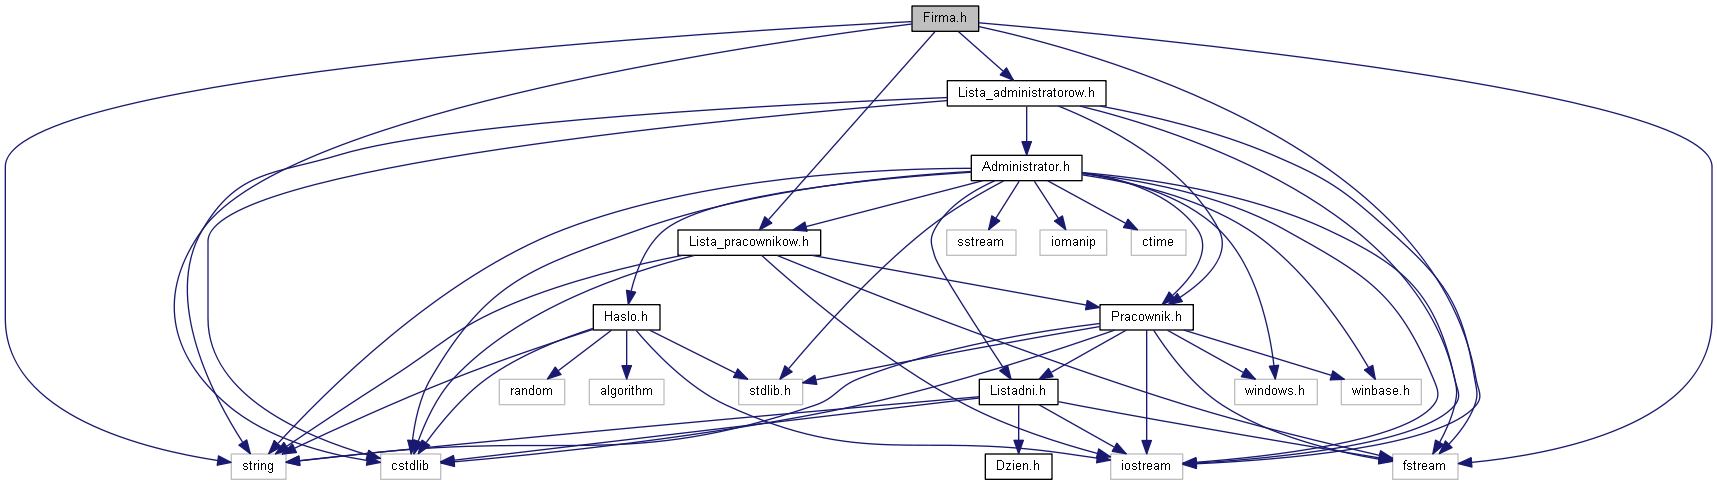 Firma.h
Lista_administratorow.h
Administrator.h
Lista_pracownikow.h
sstream
iomanip
ctime
Haslo.h
Pracownik.h
random
algorithm
stdlib.h
Listadni.h
windows.h
winbase.h
string
cstdlib
Dzien.h
iostream
fstream